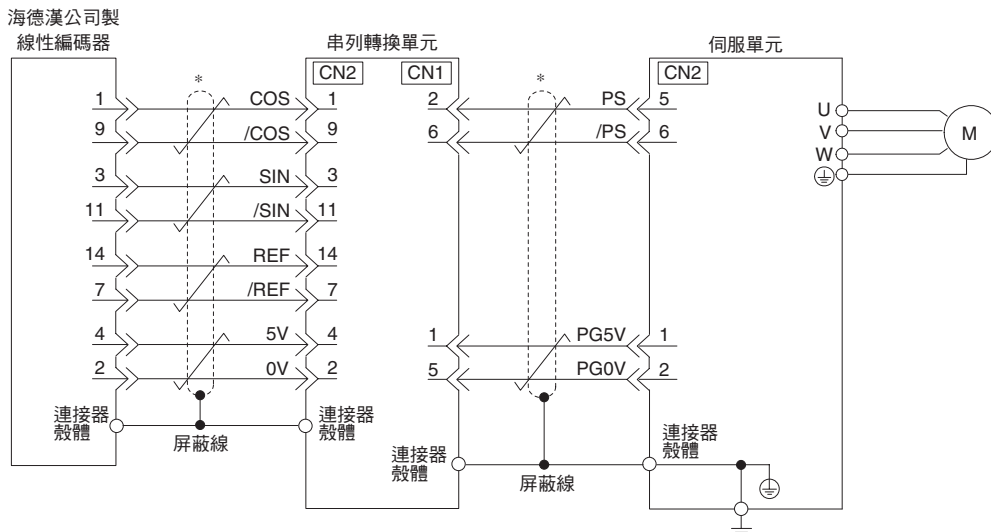 海德漢公司製
線性編碼器
串列轉換單元
伺服單元
CN2
CN1
CN2
*
*
1 COS 1
9 /COS 9
3 SIN 3
11 /SIN 11
14 REF 14
7 /REF 7
4 5V 4
2 0V 2
2 PS 5
6 /PS 6
1 PG5V 1
5 PG0V 2
U
V
W
M
連接器
殼體
屏蔽線
連接器
殼體
連接器
殼體
屏蔽線
連接器
殼體